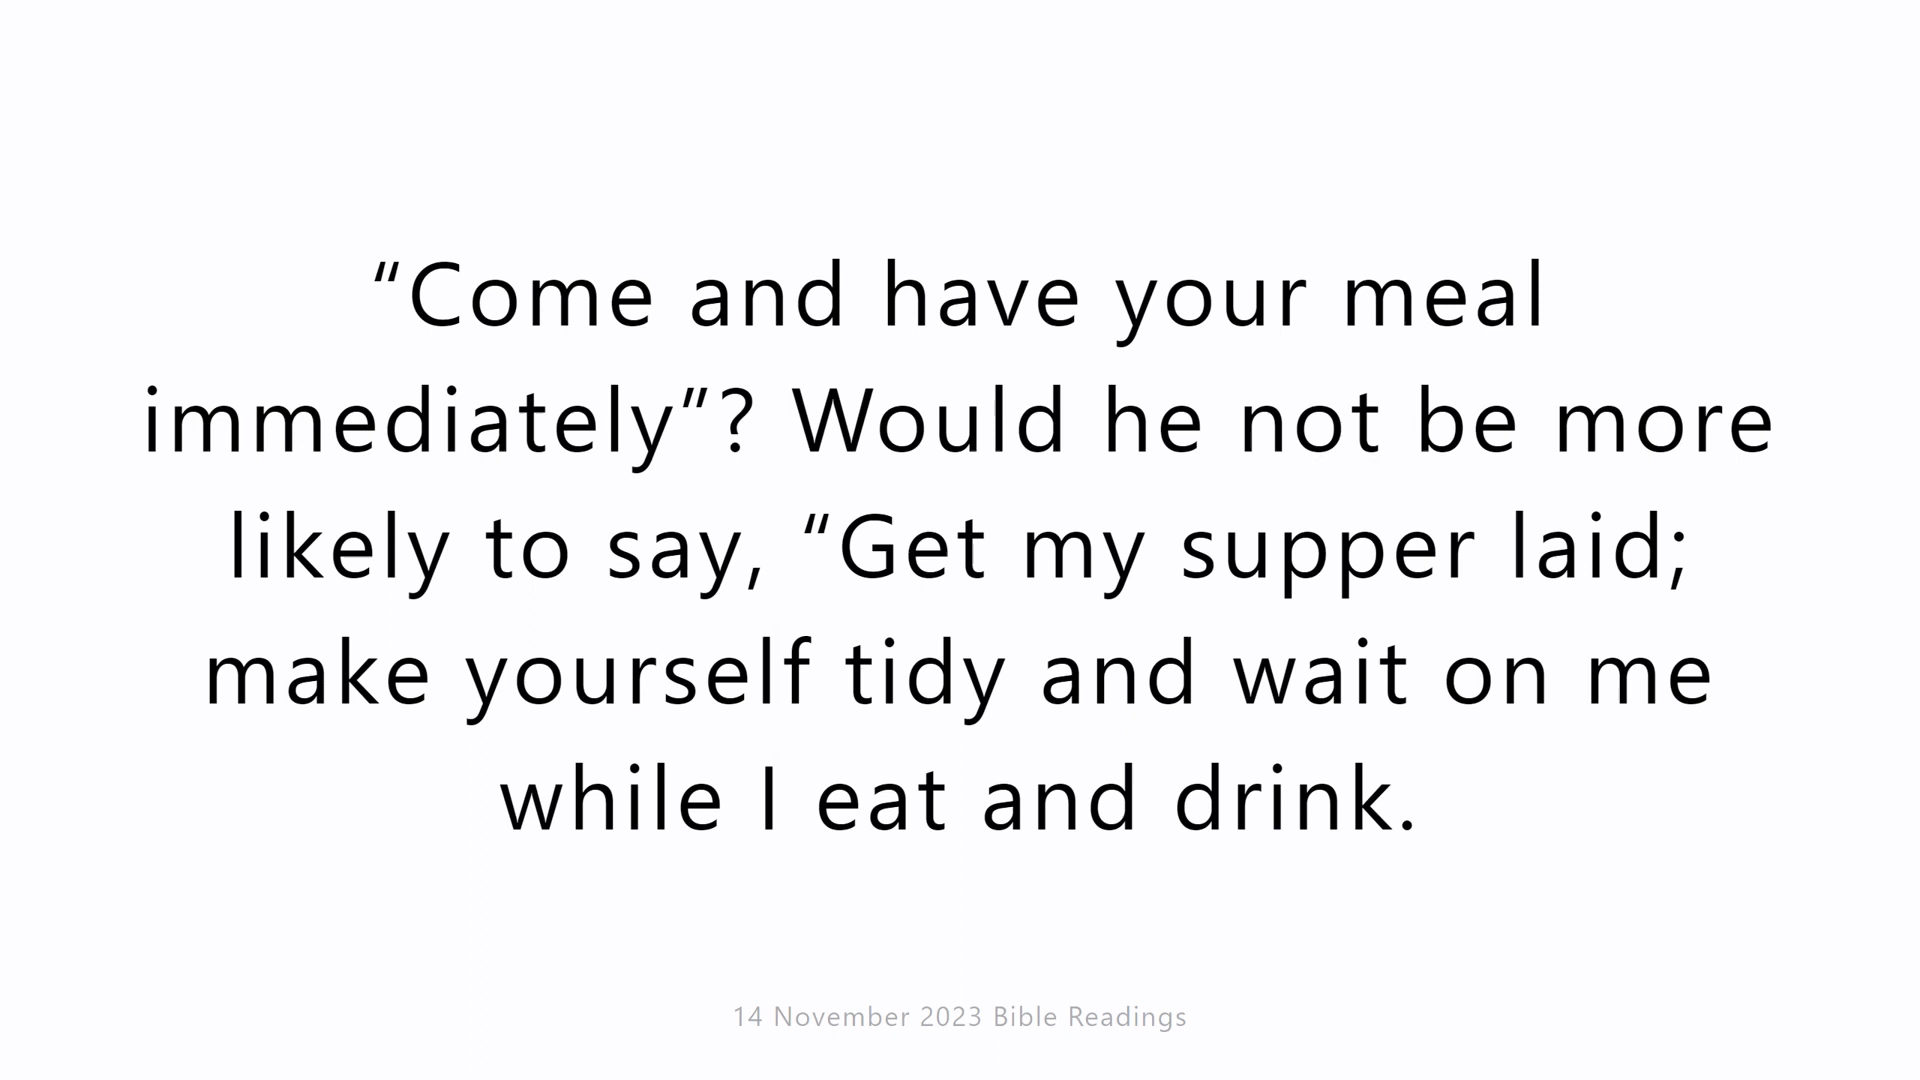 “Come and have your meal
immediately”? Would he not be more
likely to say, “Get my supper laid;
make yourself tidy and wait on me
while I eat and drink.
14 November 2023 Bible Readings